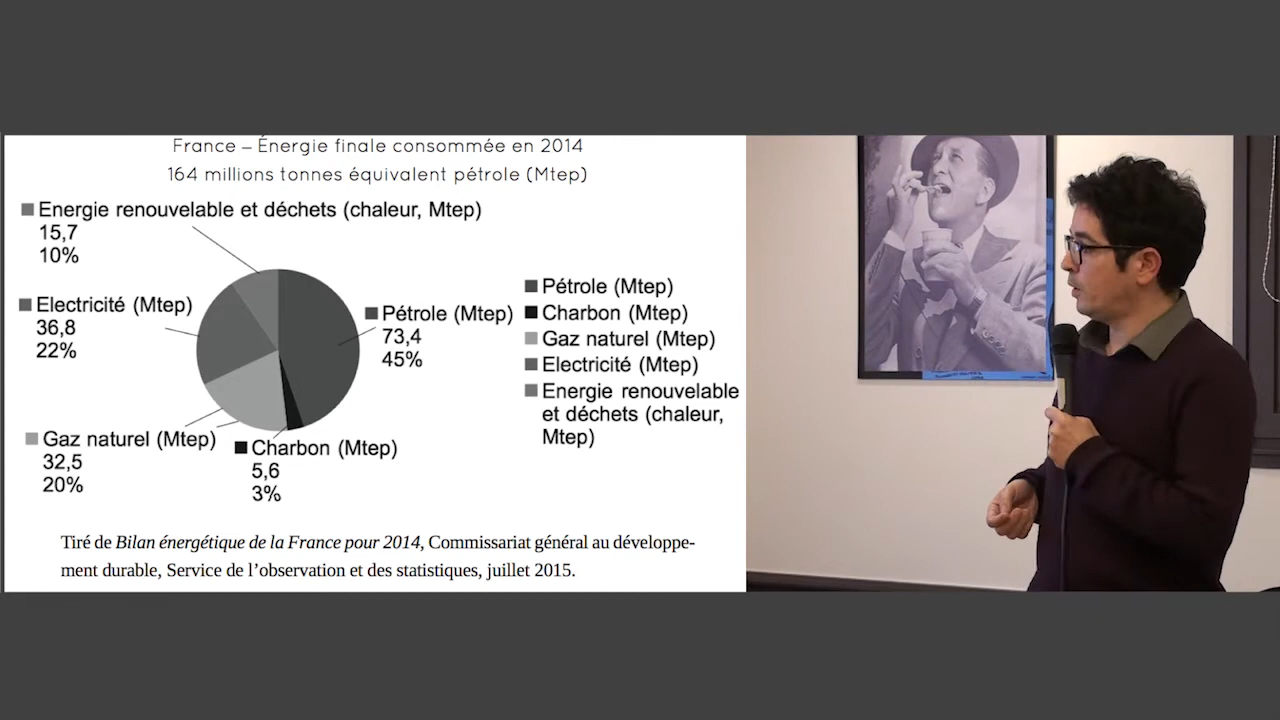 France – Énergie finale consommée en 2014
164 millions tonnes équivalent pétrole (Mtep)
Energie renouvelable et déchets (chaleur, Mtep)
15,7
10%
Electricité (Mtep)
36,8
22%
Pétrole (Mtep)
73,4
45%
Gaz naturel (Mtep)
32,5
20%
Charbon (Mtep)
5,6
3%
Pétrole (Mtep)
Charbon (Mtep)
Gaz naturel (Mtep)
Electricité (Mtep)
Energie renouvelable
et déchets (chaleur,
Mtep)
Tiré de Bilan énergétique de la France pour 2014, Commissariat général au développe-
ment durable, Service de l’observation et des statistiques, juillet 2015.